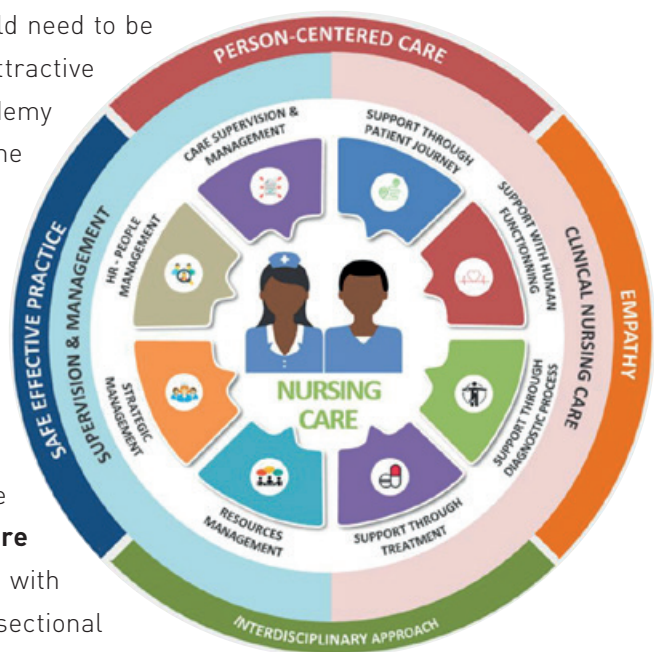 ld need to be
ttractive
lemy
ne
e
re
with
sectional
PERSON-CENTERED CARE
EMPATHY
INTERDISCIPLINARY APPROACH
SAFE EFFECTIVE PRACTICE
SUPERVISION & MANAGEMENT
CLINICAL NURSING CARE
CARE SUPERVISION &
MANAGEMENT
SUPPORT THROUGH
PATIENT JOURNEY
SUPPORT WITH HUMAN
FUNCTIONNING
SUPPORT THROUGH
DIAGNOSTIC PROCESS
SUPPORT THROUGH
TREATMENT
RESOURCES
MANAGEMENT
STRATEGIC
MANAGEMENT
HR - PEOPLE
MANAGEMENT
NURSING
CARE